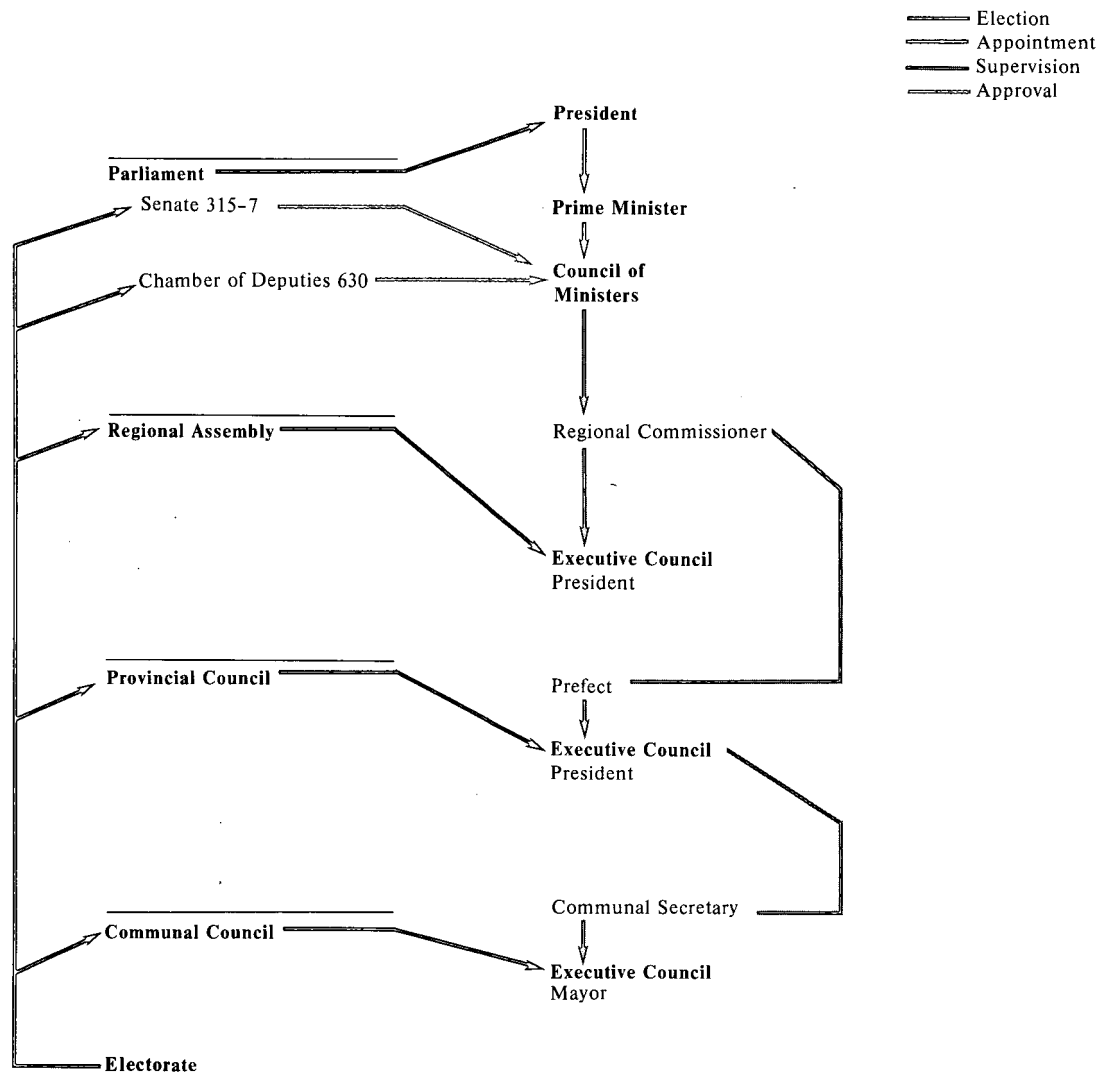 Election
Appointment
Supervision
Approval
President
Parliament
Senate 315-7
Prime Minister
Chamber of Deputies 630
Council of
Ministers
Regional Assembly
Regional Commissioner
Executive Council
President
Provincial Council
Prefect
Executive Council
President
Communal Secretary
Communal Council
Executive Council
Mayor
Electorate